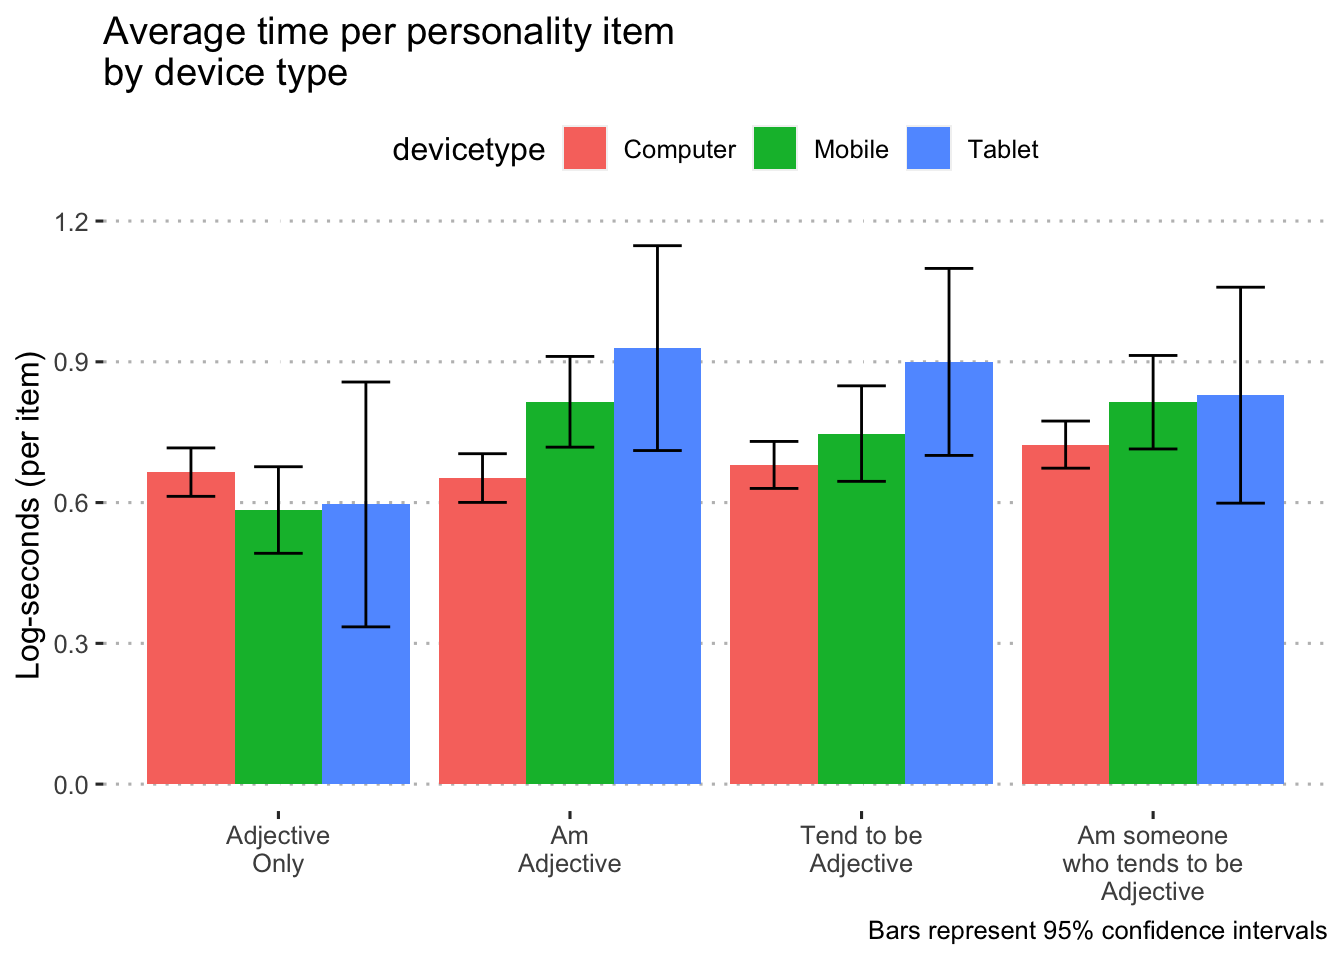 Average time per personality item
by device type
devicetype Computer Mobile Tablet
Log-seconds (per item)
1.2
0.9
0.6
0.3
0.0
Adjective
Only
Am
Adjective
Tend to be
Adjective
Am someone
who tends to be
Adjective
Bars represent 95% confidence intervals